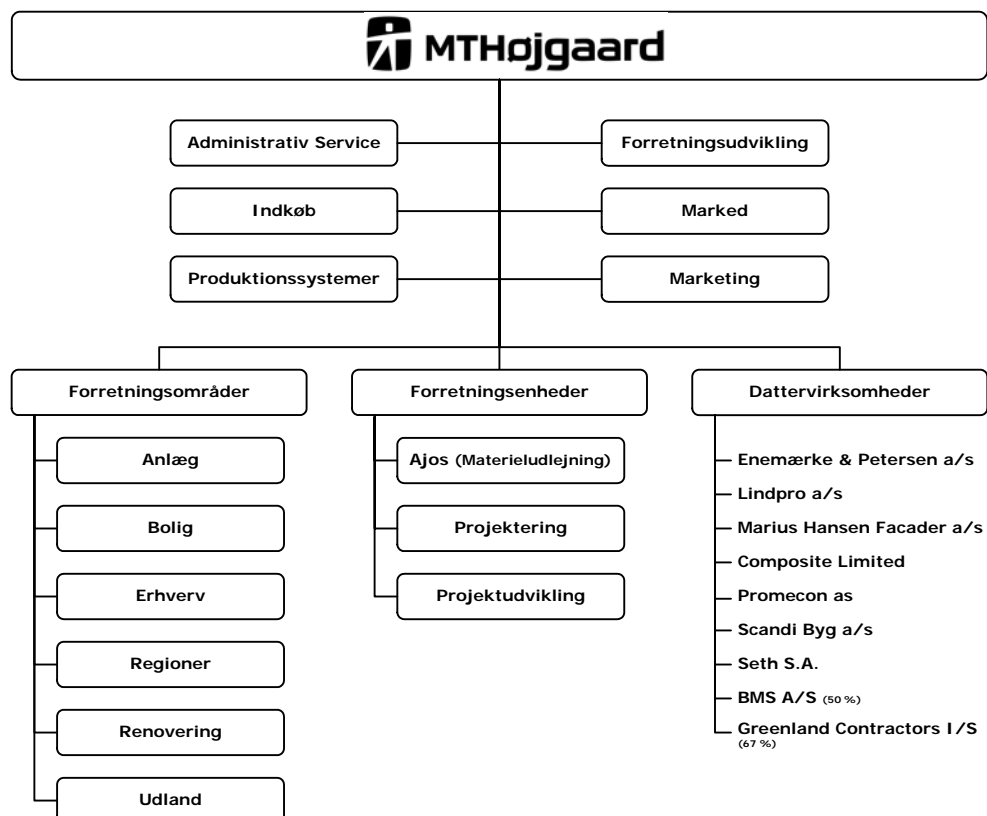 MTHøjgaard
Administrativ Service
Forretningsudvikling
Indkøb
Marked
Produktionssystemer
Marketing
Forretningsområder
Forretningsenheder
Dattervirksomheder
Anlæg
Bolig
Erhverv
Regioner
Renovering
Udland
Ajos (Materieludlejning)
Projektering
Projektudvikling
Enemærke & Petersen a/s
Lindpro a/s
Marius Hansen Facader a/s
Composite Limited
Promecon as
Scandi Byg a/s
Seth S.A.
BMS A/S (50 %)
Greenland Contractors I/S
(67 %)